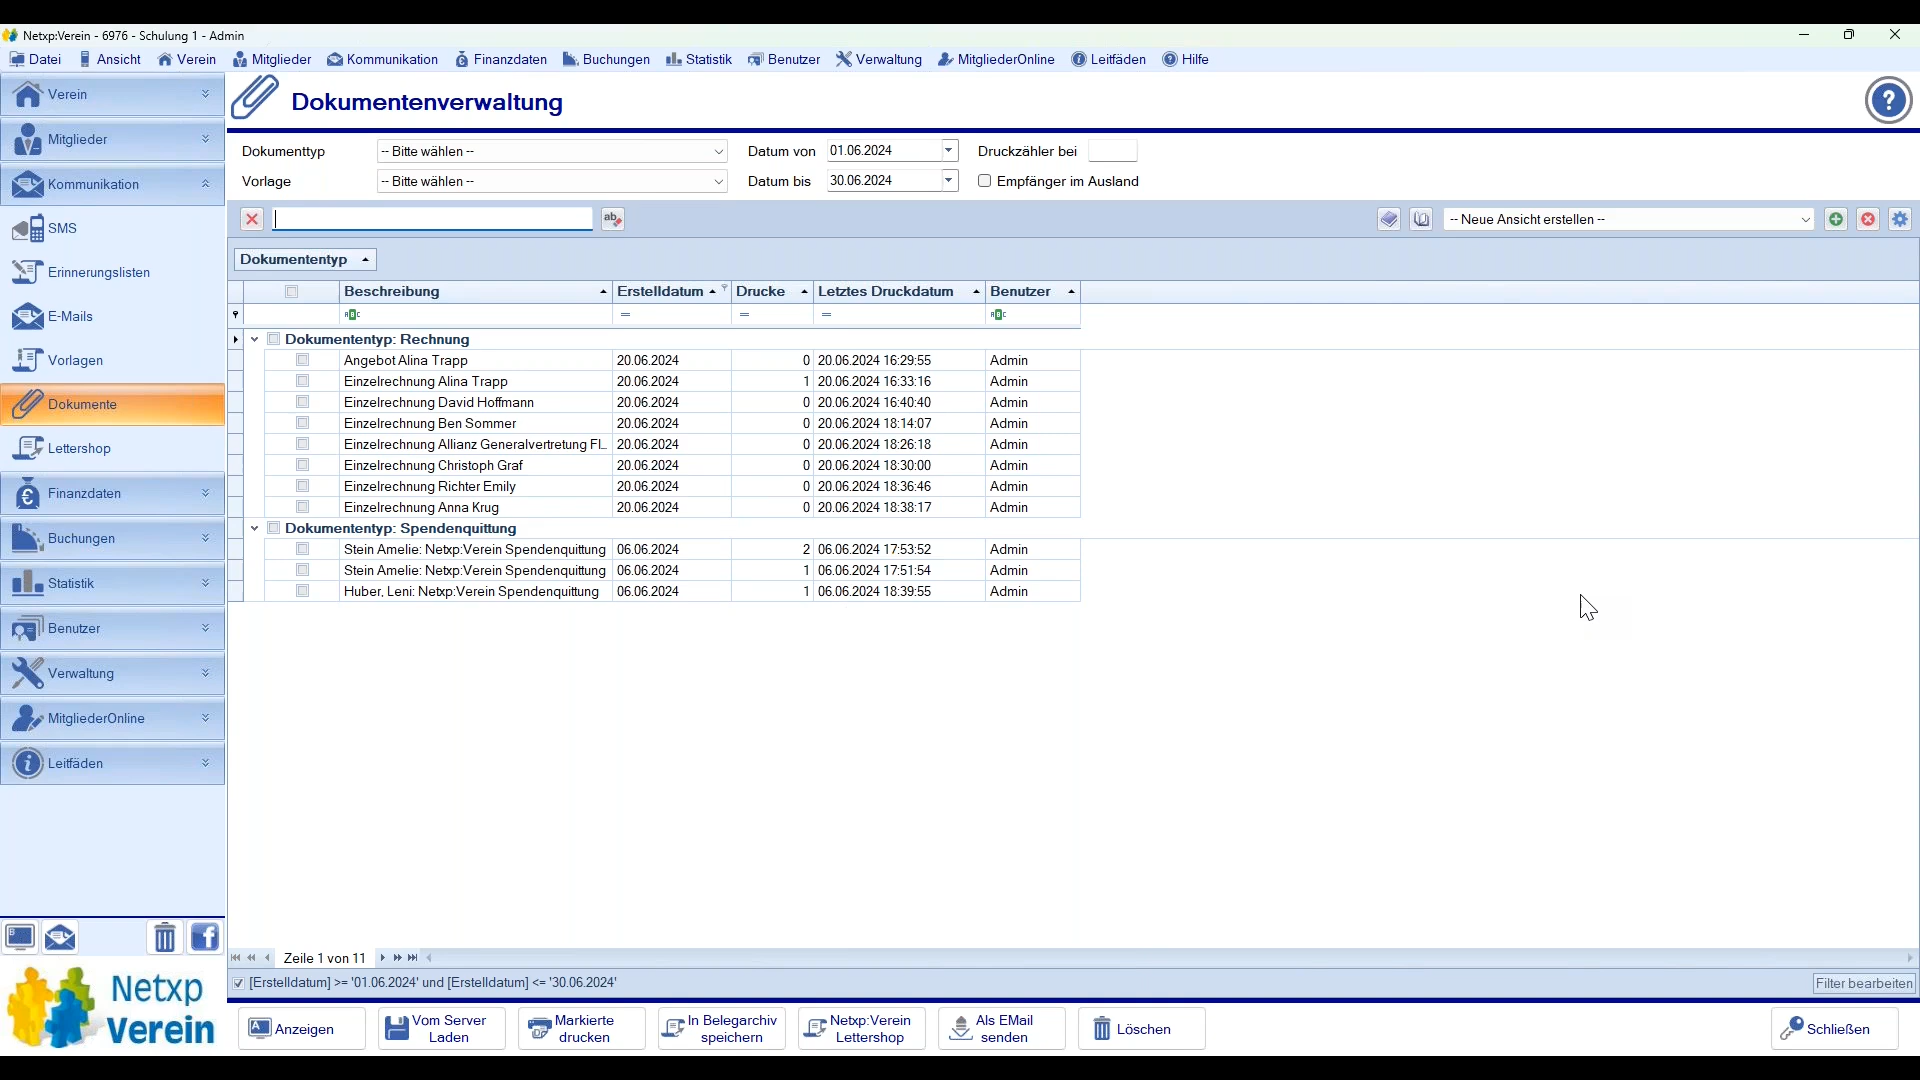 Netxp:Verein - 6976 - Schulung 1 - Admin
Datei Ansicht Verein Mitglieder Kommunikation Finanzdaten Buchungen Statistik Benutzer Verwaltung MitgliederOnline Leitfäden Hilfe
Verein
Mitglieder
Kommunikation
SMS
Erinnerungslisten
E-Mails
Vorlagen
Dokumente
Lettershop
Finanzdaten
Buchungen
Statistik
Benutzer
Verwaltung
MitgliederOnline
Leitfäden
Netxp
Verein
Dokumentenverwaltung
Dokumenttyp -- Bitte wählen -- Datum von 01.06.2024 Druckzähler bei
Vorlage -- Bitte wählen -- Datum bis 30.06.2024 Empfänger im Ausland
-- Neue Ansicht erstellen --
Dokumententyp
Beschreibung Erstelldatum Drucke Letztes Druckdatum Benutzer
Dokumententyp: Rechnung
Angebot Alina Trapp 20.06.2024 0 20.06.2024 16:29:55 Admin
Einzelrechnung Alina Trapp 20.06.2024 1 20.06.2024 16:33:16 Admin
Einzelrechnung David Hoffmann 20.06.2024 0 20.06.2024 16:40:40 Admin
Einzelrechnung Ben Sommer 20.06.2024 0 20.06.2024 18:14:07 Admin
Einzelrechnung Allianz Generalvertretung Fl... 20.06.2024 0 20.06.2024 18:26:18 Admin
Einzelrechnung Christoph Graf 20.06.2024 0 20.06.2024 18:30:00 Admin
Einzelrechnung Richter Emily 20.06.2024 0 20.06.2024 18:36:46 Admin
Einzelrechnung Anna Krug 20.06.2024 0 20.06.2024 18:38:17 Admin
Dokumententyp: Spendenquittung
Stein Amelie: Netxp:Verein Spendenquittung 06.06.2024 2 06.06.2024 17:53:52 Admin
Stein Amelie: Netxp:Verein Spendenquittung 06.06.2024 1 06.06.2024 17:51:54 Admin
Huber, Leni: Netxp:Verein Spendenquittung 06.06.2024 1 06.06.2024 18:39:55 Admin
Zeile 1 von 11
[Erstelldatum] >= '01.06.2024' und [Erstelldatum] <= '30.06.2024' Filter bearbeiten
Anzeigen
Vom Server
Laden
Markierte
drucken
In Belegarchiv
speichern
Netxp:Verein
Lettershop
Als EMail
senden
Löschen
Schließen